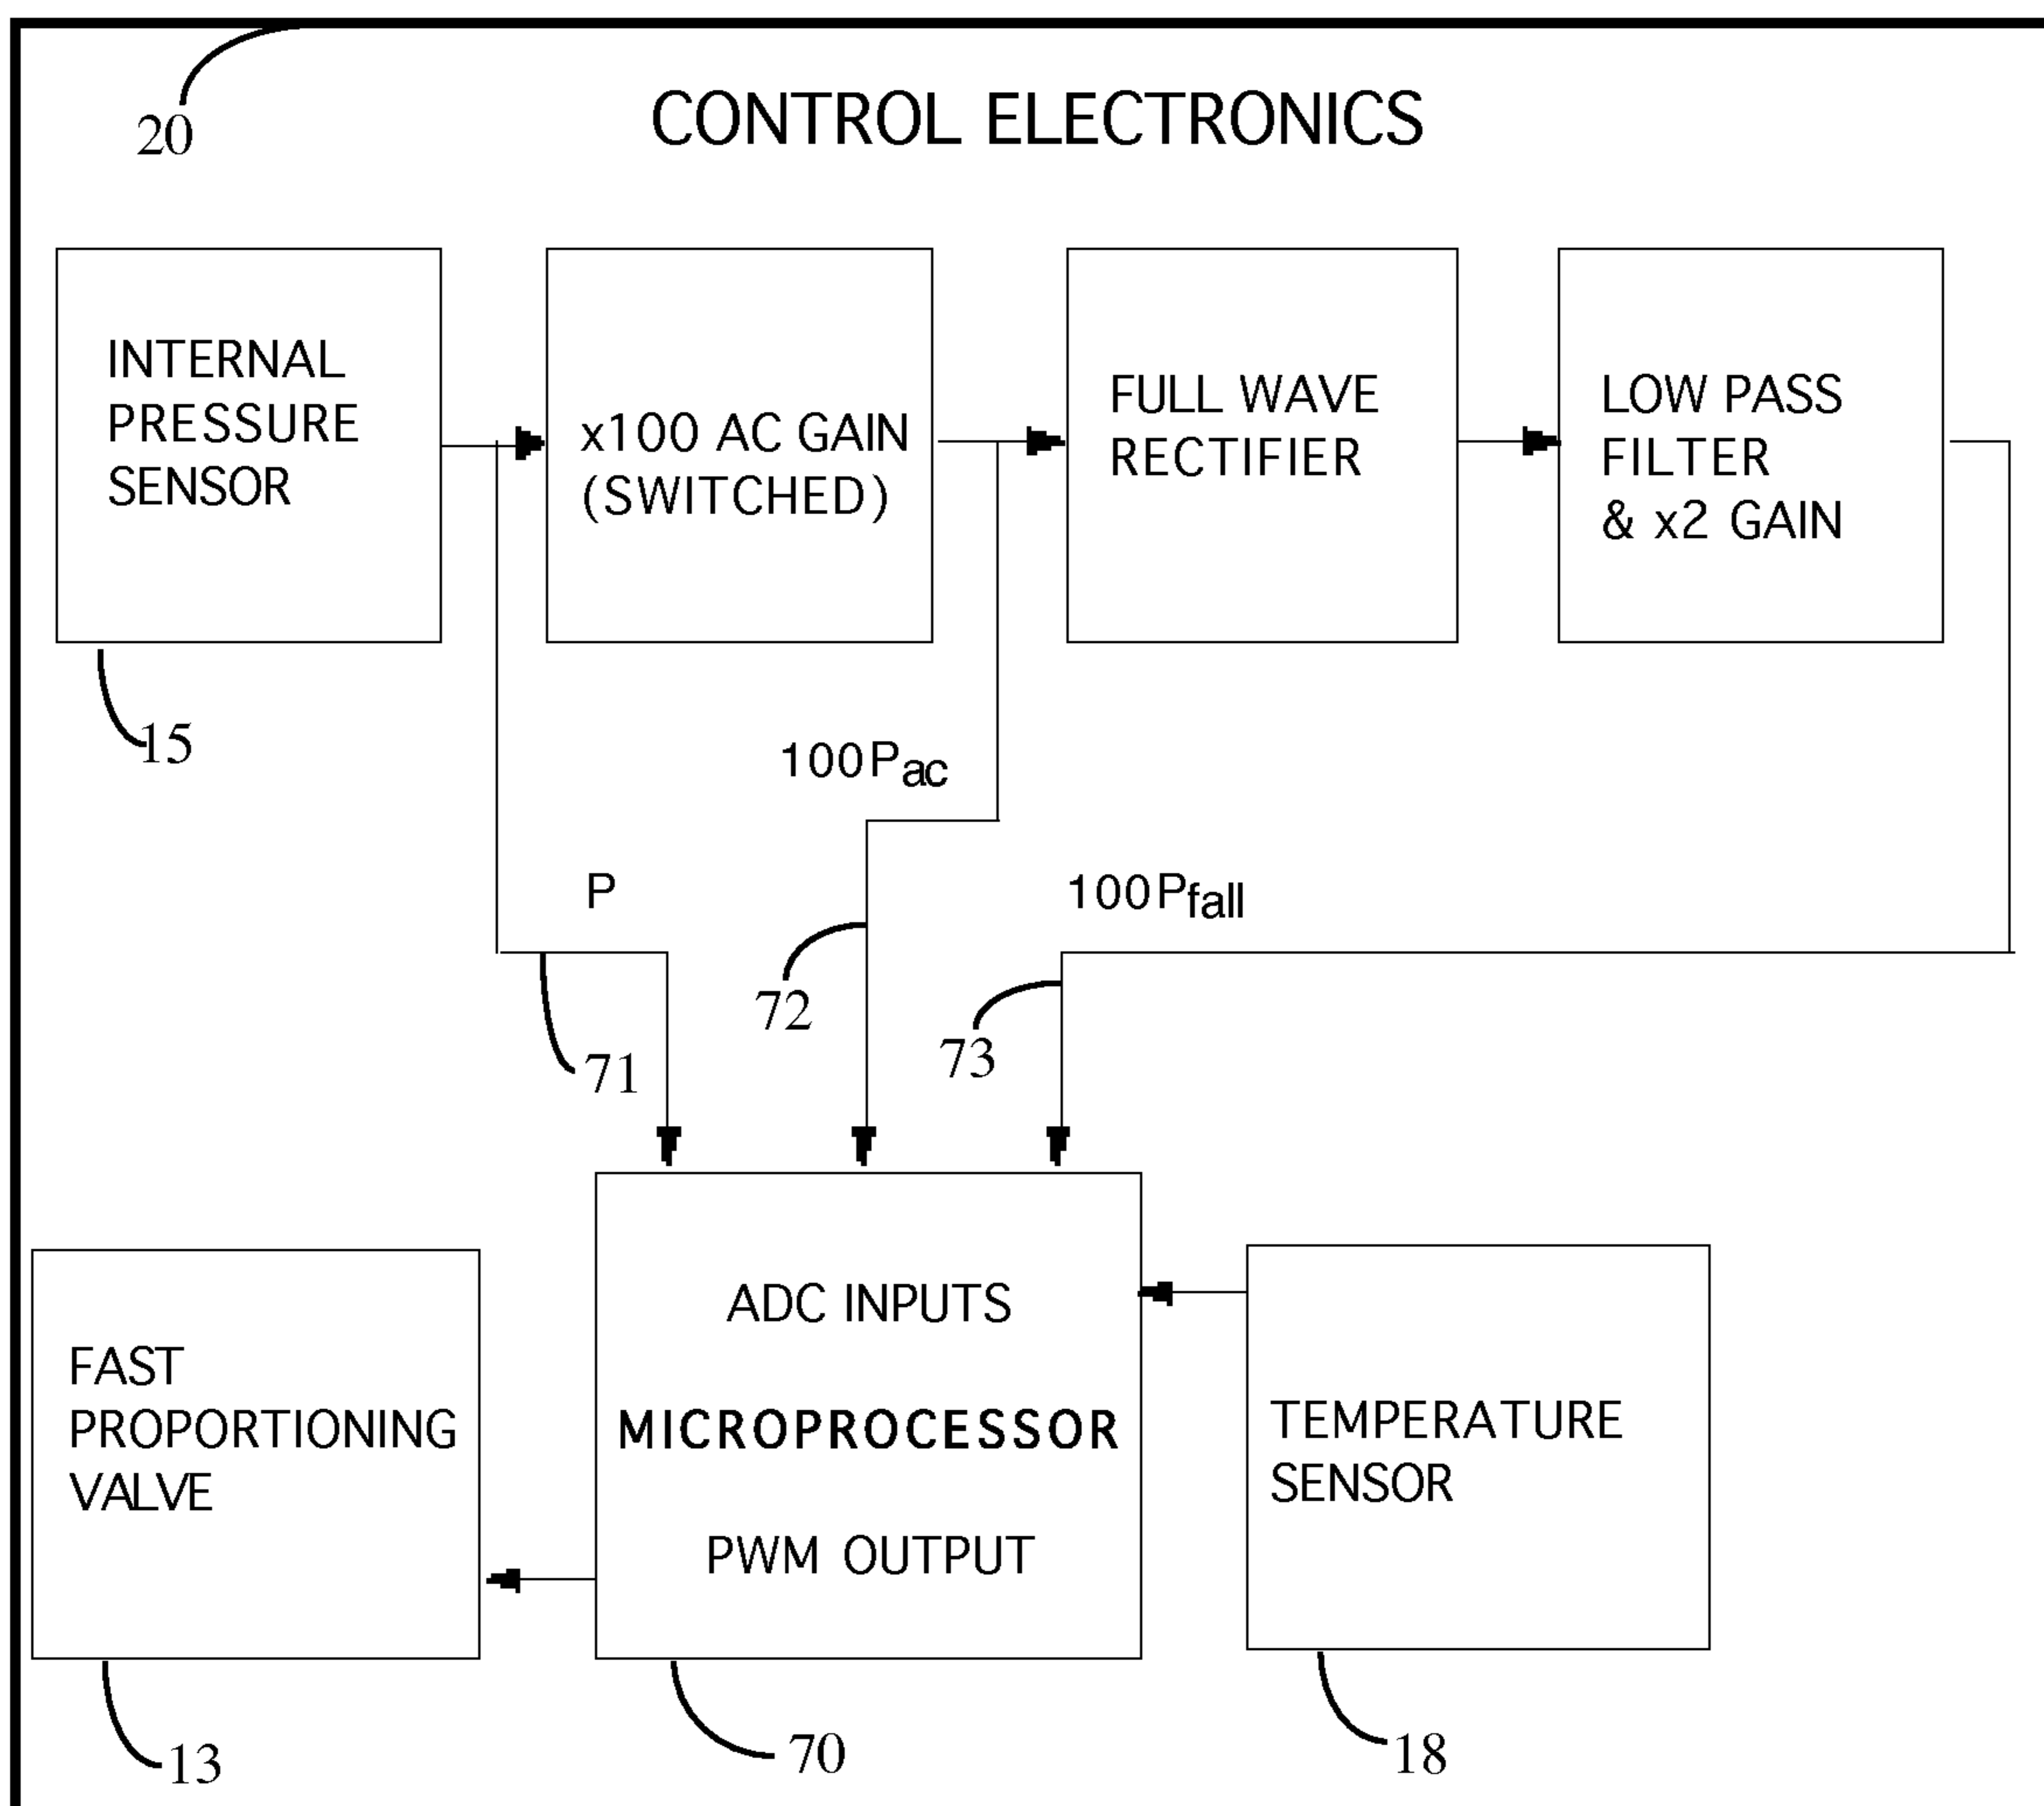 CONTROL ELECTRONICS
20
INTERNAL
PRESSURE
SENSOR
x100 AC GAIN
(SWITCHED)
FULL WAVE
RECTIFIER
LOW PASS
FILTER
& x2 GAIN
15
100Pac
P
100Pfall
72
73
71
FAST
PROPORTIONING
VALVE
ADC INPUTS
MICROPROCESSOR
PWM OUTPUT
TEMPERATURE
SENSOR
13
70
18